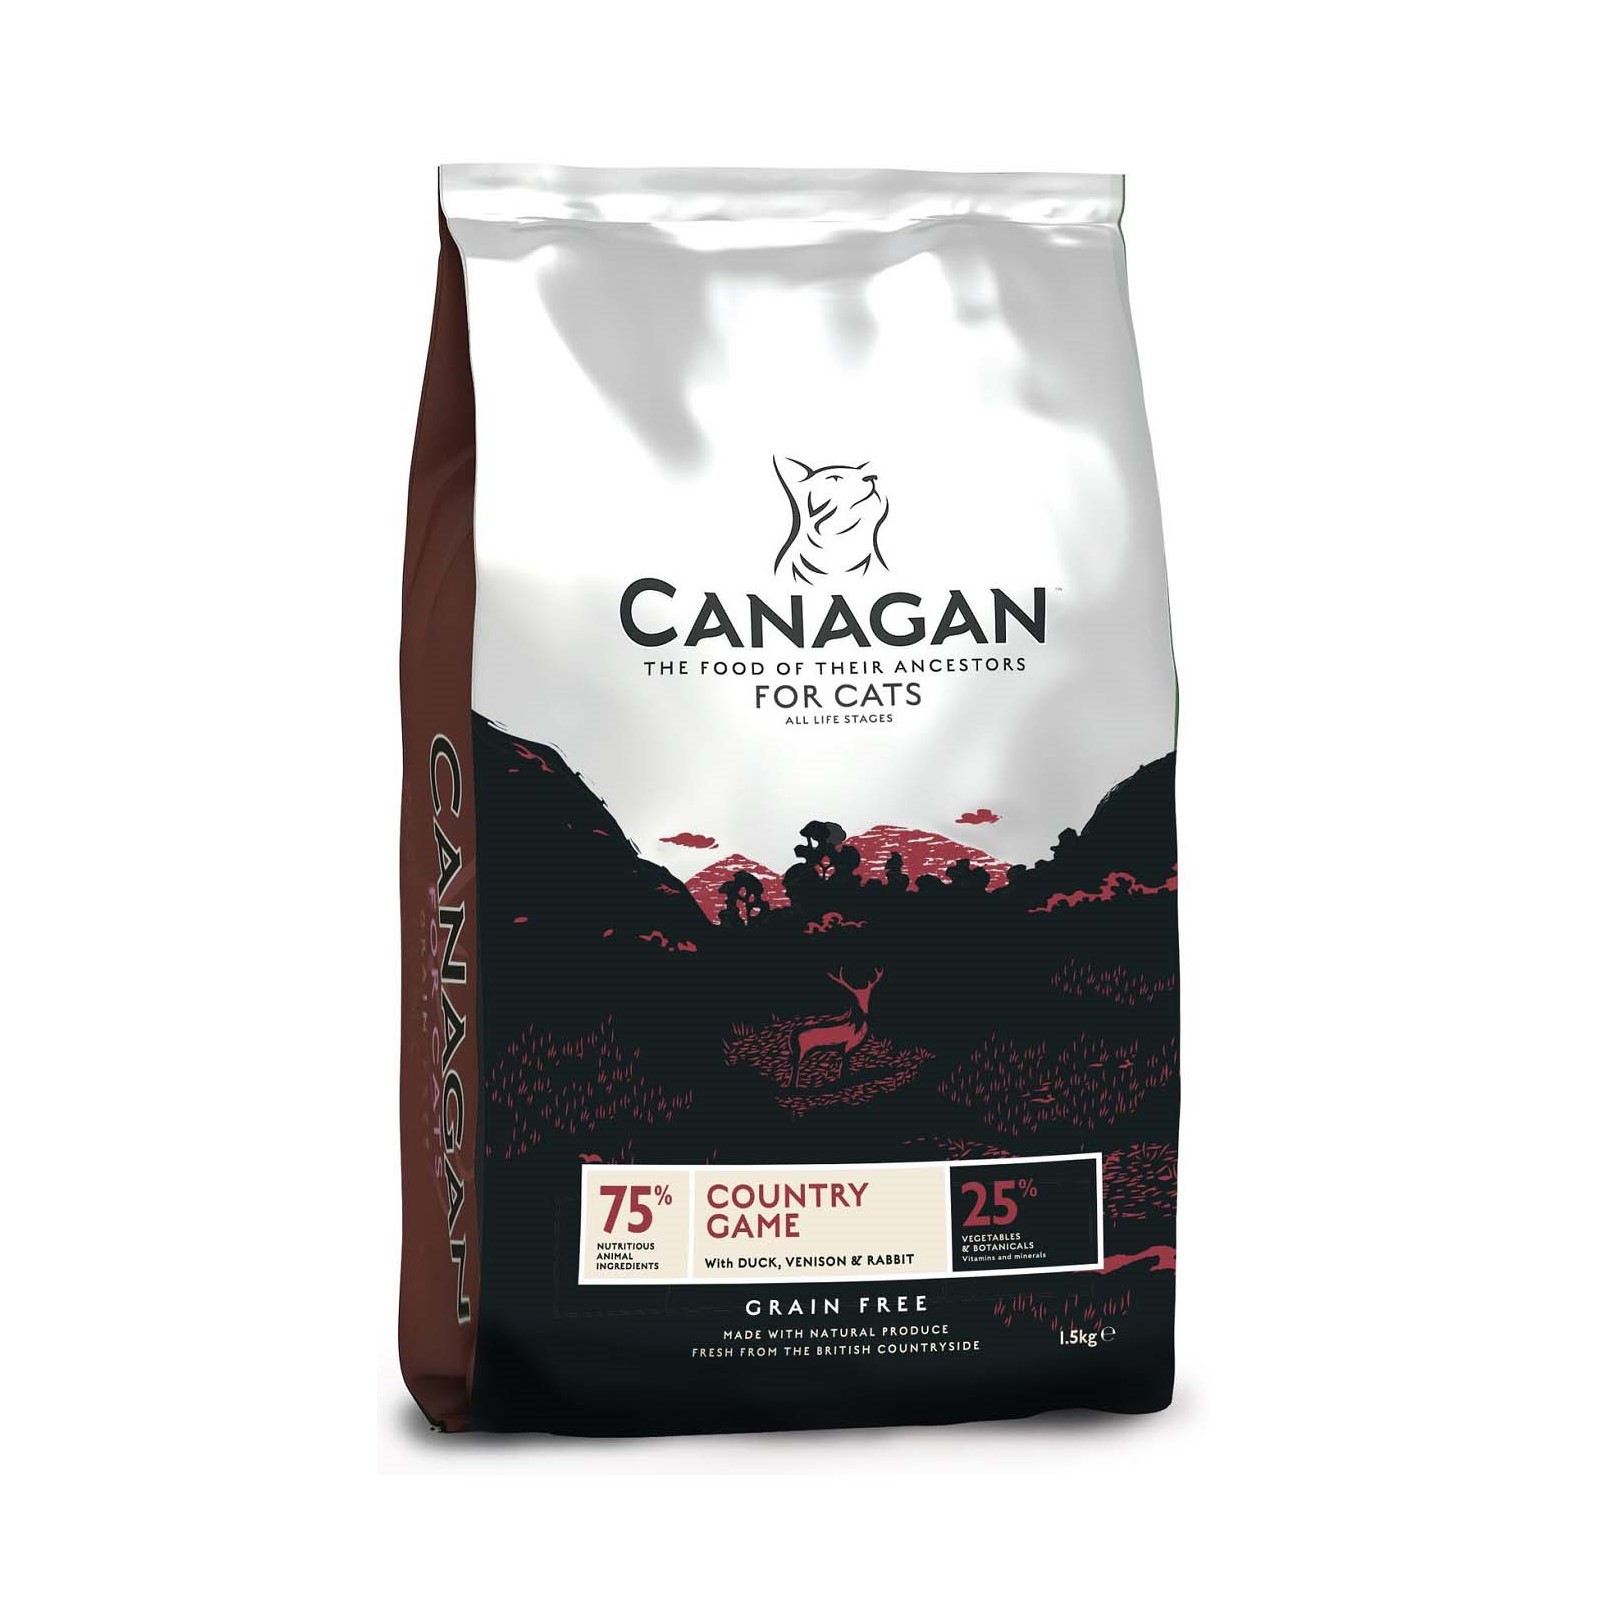 CANAGAN™
THE FOOD OF THEIR ANCESTORS
FOR CATS
ALL LIFE STAGES
75%
NUTRITIOUS
ANIMAL
INGREDIENTS
COUNTRY
GAME
With DUCK, VENISON & RABBIT
25%
VEGETABLES
& BOTANICALS
Vitamins and minerals
GRAIN FREE
MADE WITH NATURAL PRODUCE
FRESH FROM THE BRITISH COUNTRYSIDE
1.5kg ℮
CANAGAN
FOR CATS